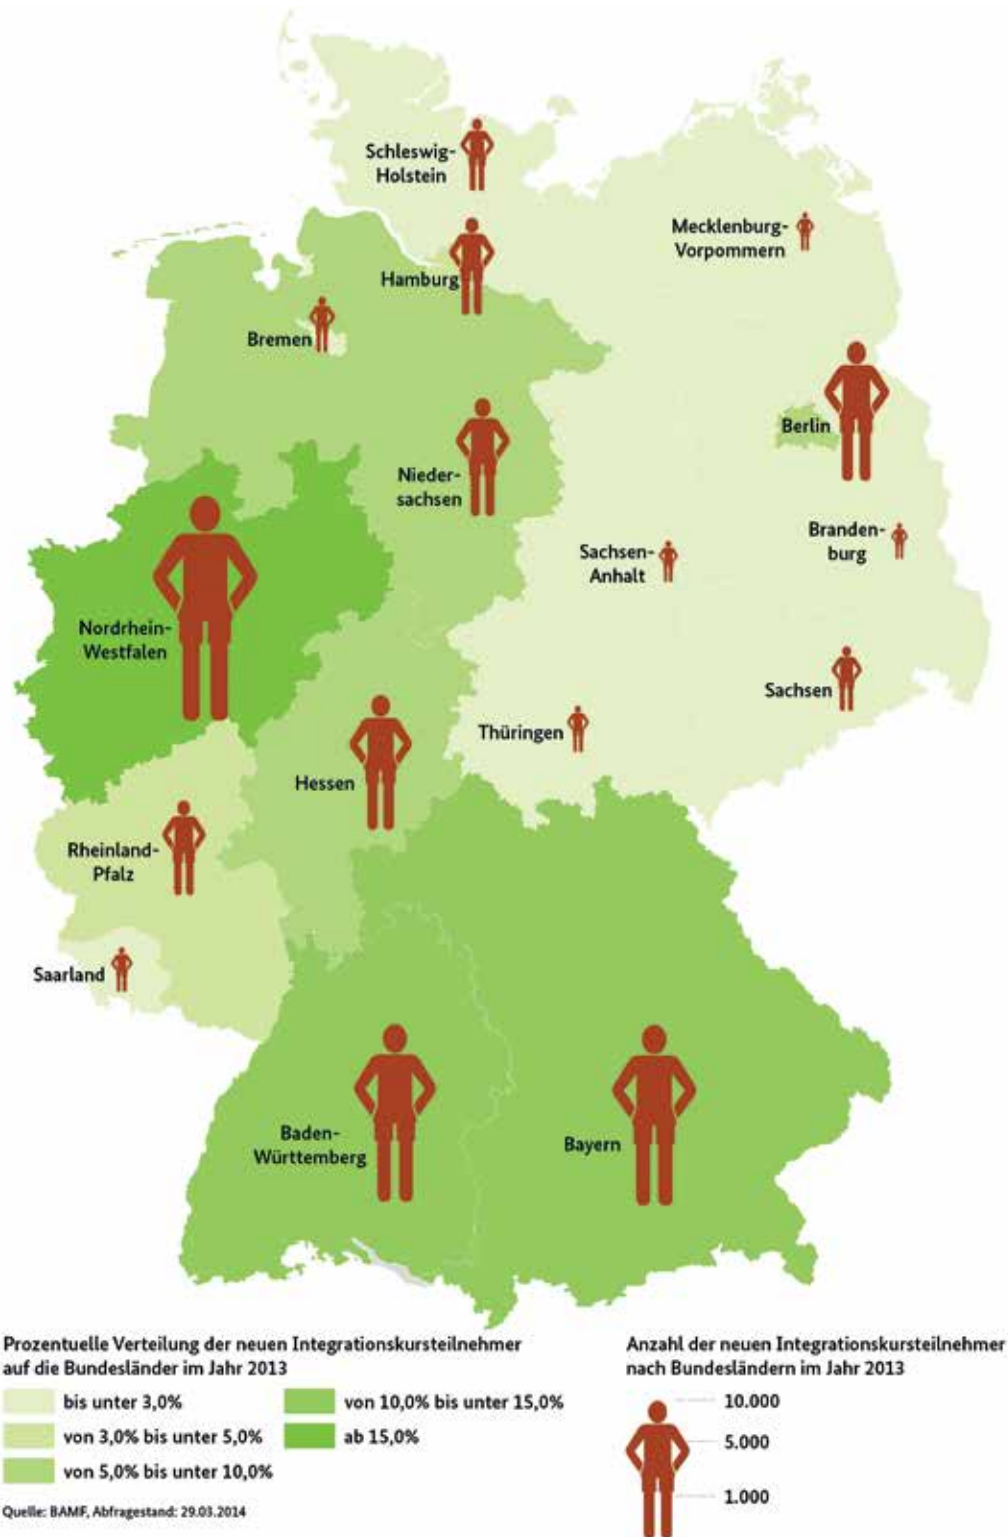 Schleswig-
Holstein
Mecklenburg-
Vorpommern
Hamburg
Bremen
Berlin
Nieder-
sachsen
Branden-
burg
Sachsen-
Anhalt
Nordrhein-
Westfalen
Sachsen
Thüringen
Hessen
Rheinland-
Pfalz
Saarland
Baden-
Württemberg
Bayern
Prozentuelle Verteilung der neuen Integrationskursteilnehmer
auf die Bundesländer im Jahr 2013
bis unter 3,0%
von 3,0% bis unter 5,0%
von 5,0% bis unter 10,0%
von 10,0% bis unter 15,0%
ab 15,0%
Quelle: BAMF, Abfragestand: 29.03.2014
Anzahl der neuen Integrationskursteilnehmer
nach Bundesländern im Jahr 2013
10.000
5.000
1.000